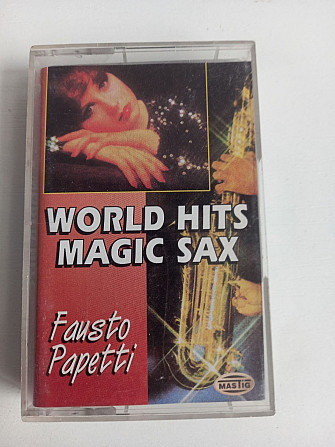 WORLD HITS
MAGIC SAX
Fausto
Papetti
MASTIG